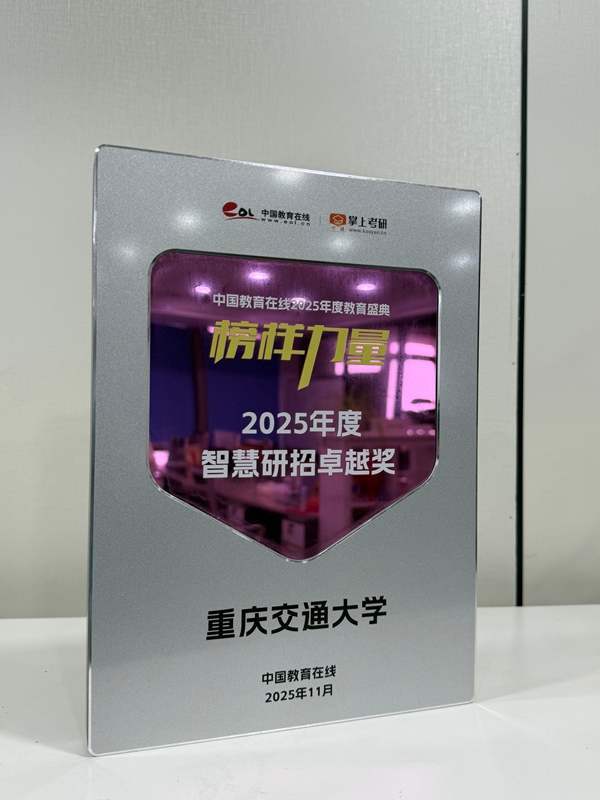 eol 中国教育在线 www.eol.cn 掌上考研 www.kaoyan.cn
中国教育在线2025年度教育盛典
榜样力量
2025年度
智慧研招卓越奖
重庆交通大学
中国教育在线
2025年11月